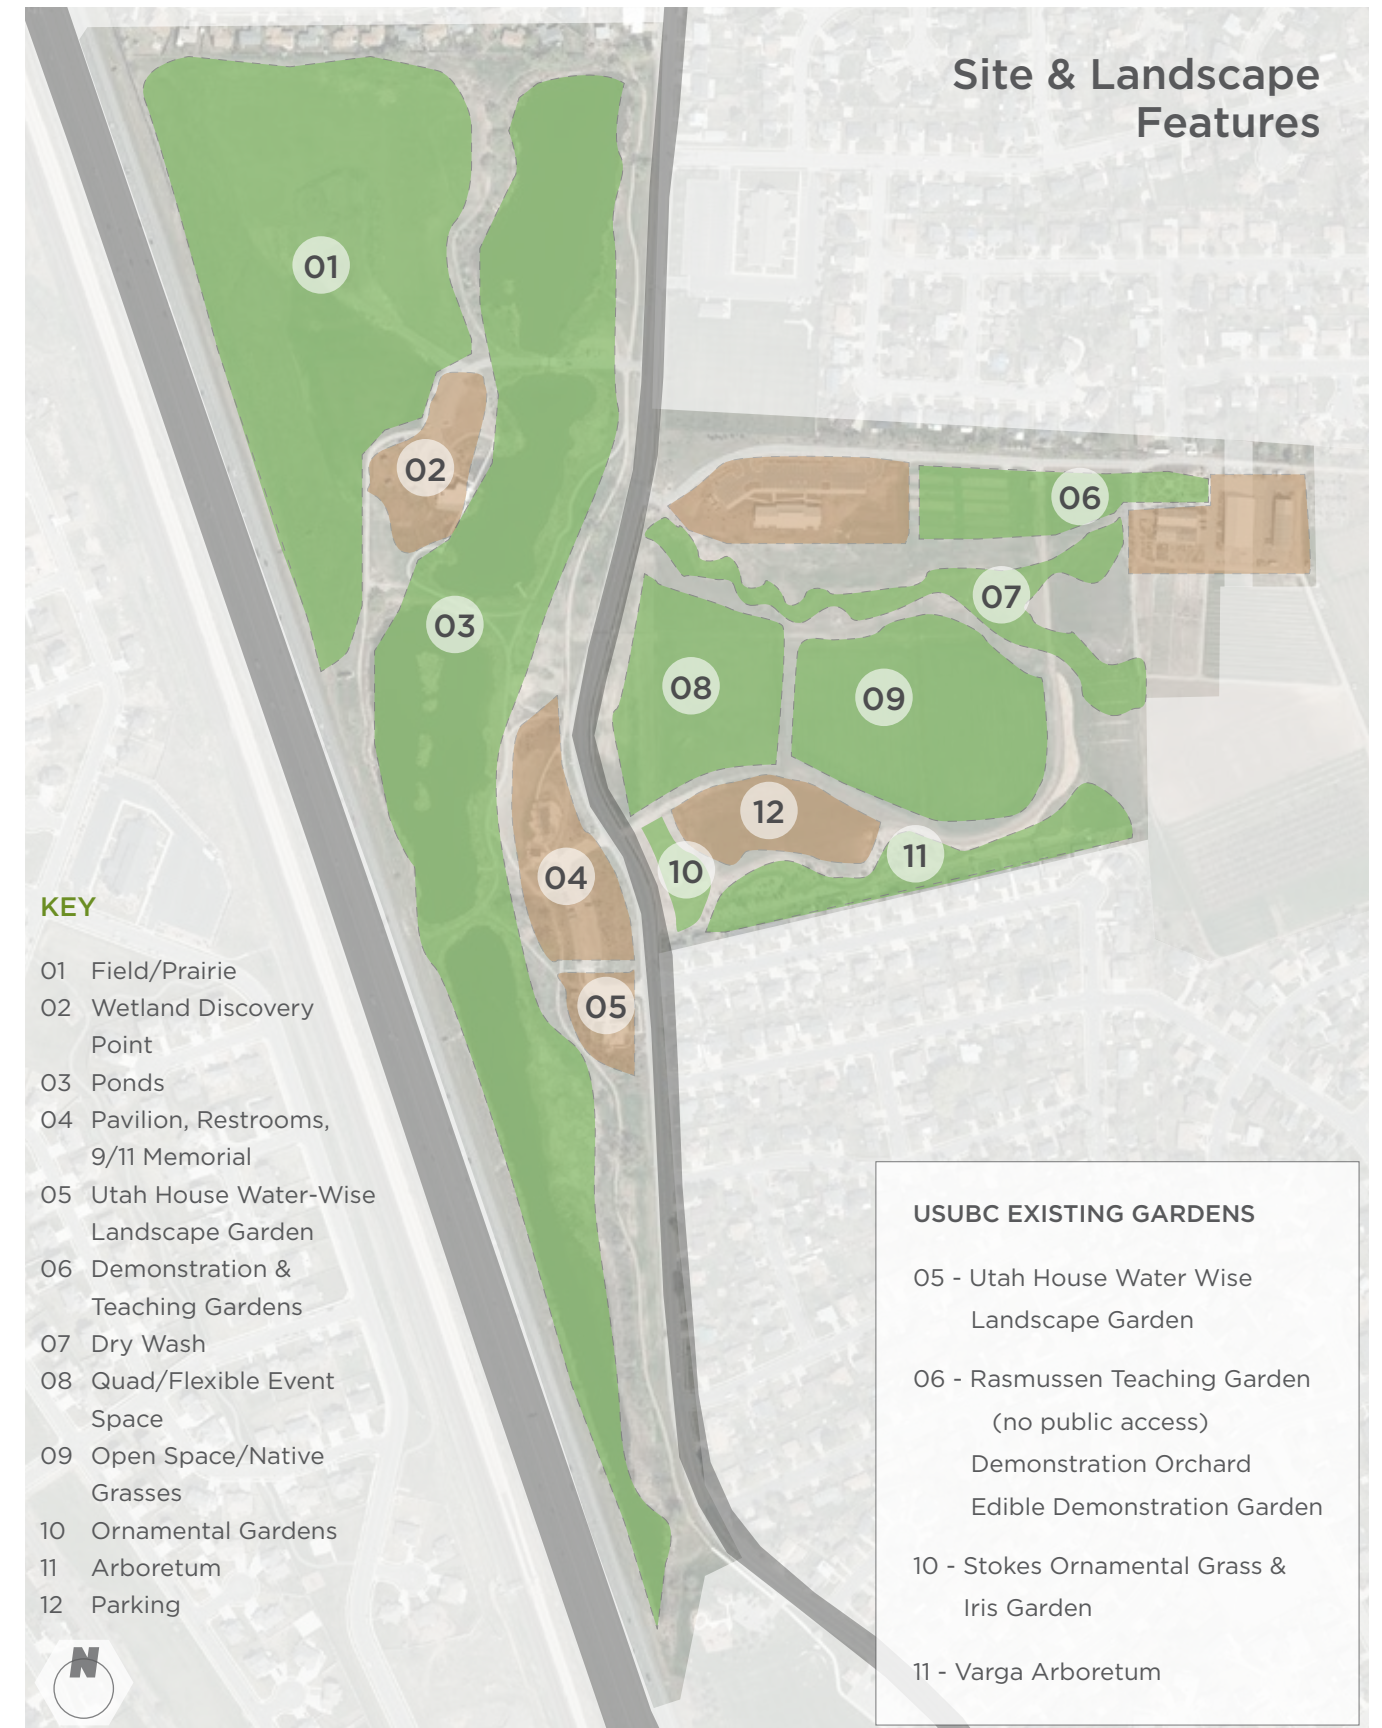 Site & Landscape
Features
01
02
03
04
05
06
07
08
09
10
11
12
KEY
01 Field/Prairie
02 Wetland Discovery
Point
03 Ponds
04 Pavilion, Restrooms,
9/11 Memorial
05 Utah House Water-Wise
Landscape Garden
06 Demonstration &
Teaching Gardens
07 Dry Wash
08 Quad/Flexible Event
Space
09 Open Space/Native
Grasses
10 Ornamental Gardens
11 Arboretum
12 Parking
N
USUBC EXISTING GARDENS
05 - Utah House Water Wise
Landscape Garden
06 - Rasmussen Teaching Garden
(no public access)
Demonstration Orchard
Edible Demonstration Garden
10 - Stokes Ornamental Grass &
Iris Garden
11 - Varga Arboretum